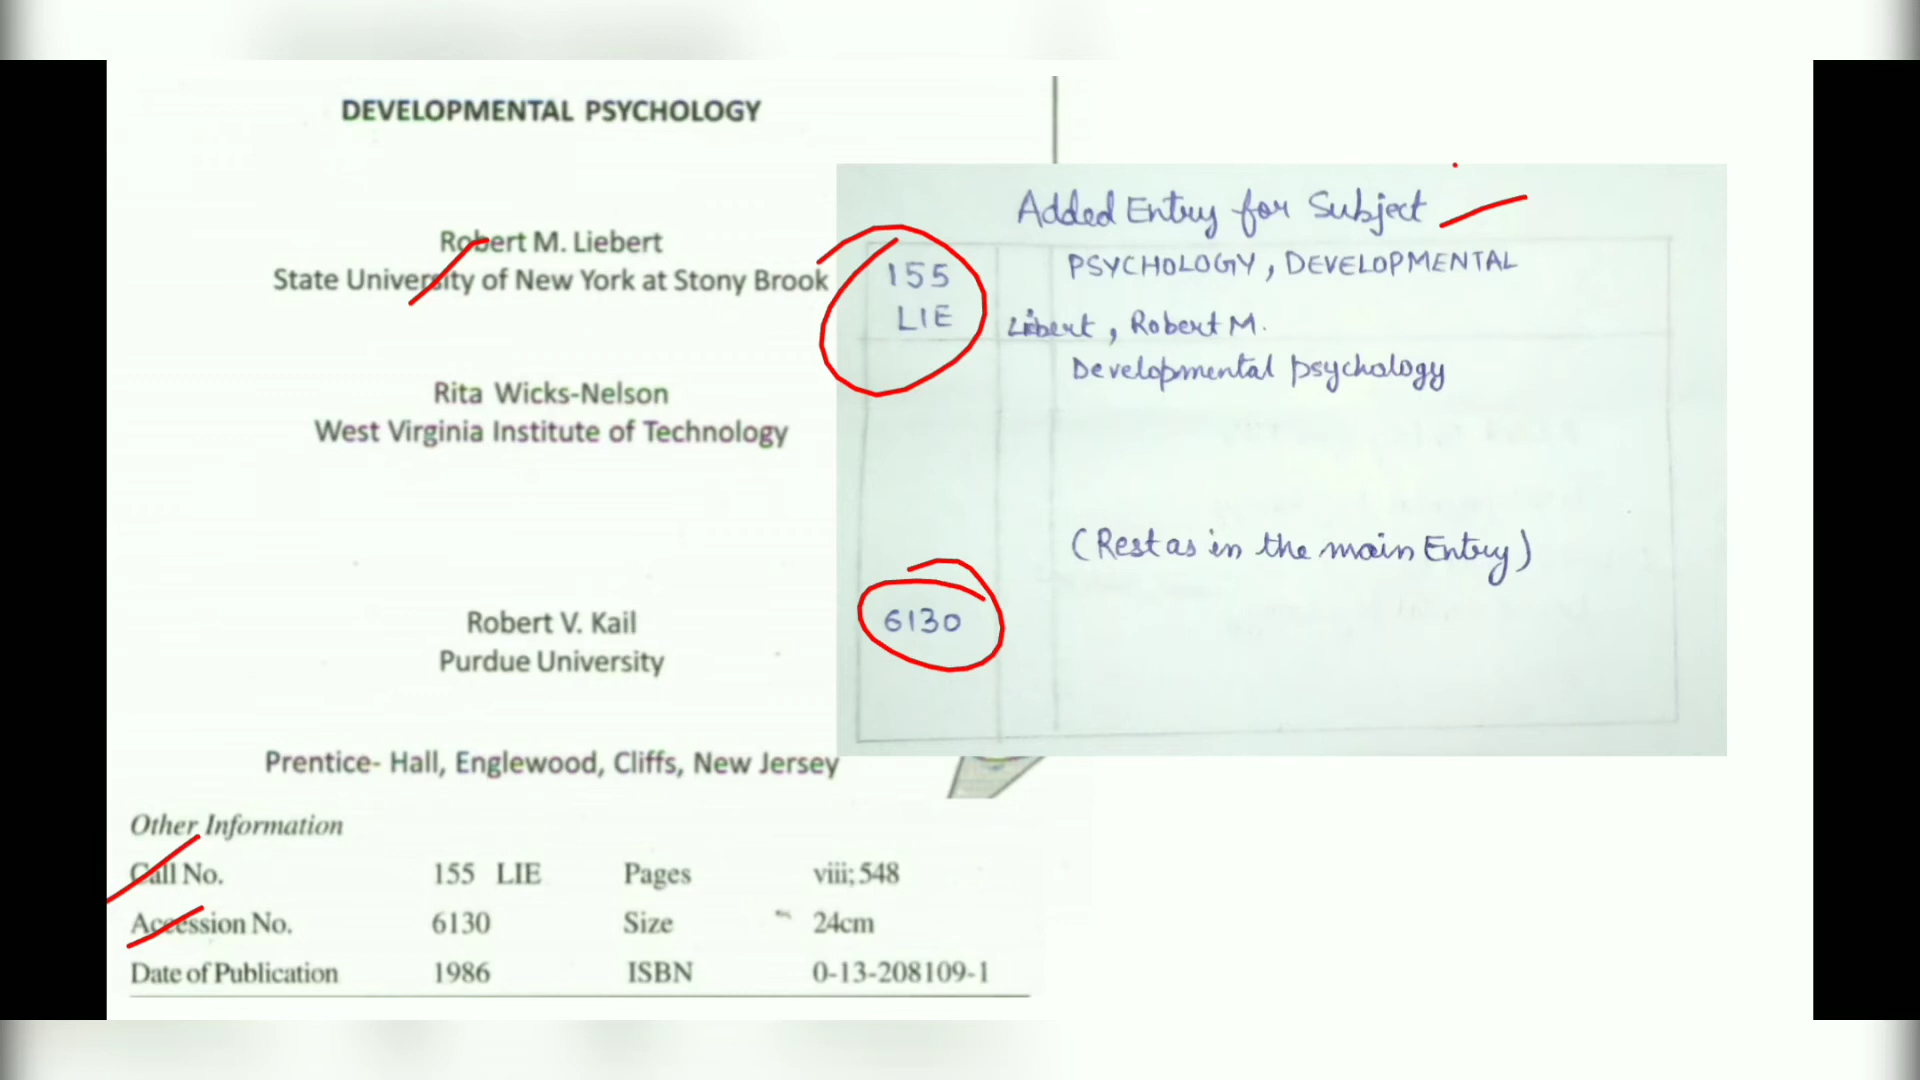 DEVELOPMENTAL PSYCHOLOGY
Robert M. Liebert
State University of New York at Stony Brook
Rita Wicks-Nelson
West Virginia Institute of Technology
Robert V. Kail
Purdue University
Prentice- Hall, Englewood, Cliffs, New Jersey
Other Information
Call No. 155 LIE Pages viii; 548
Accession No. 6130 Size 24cm
Date of Publication 1986 ISBN 0-13-208109-1
Added Entry for Subject
155 PSYCHOLOGY, DEVELOPMENTAL
LIE Liebert, Robert M.
Developmental psychology
(Rest as in the main Entry)
6130